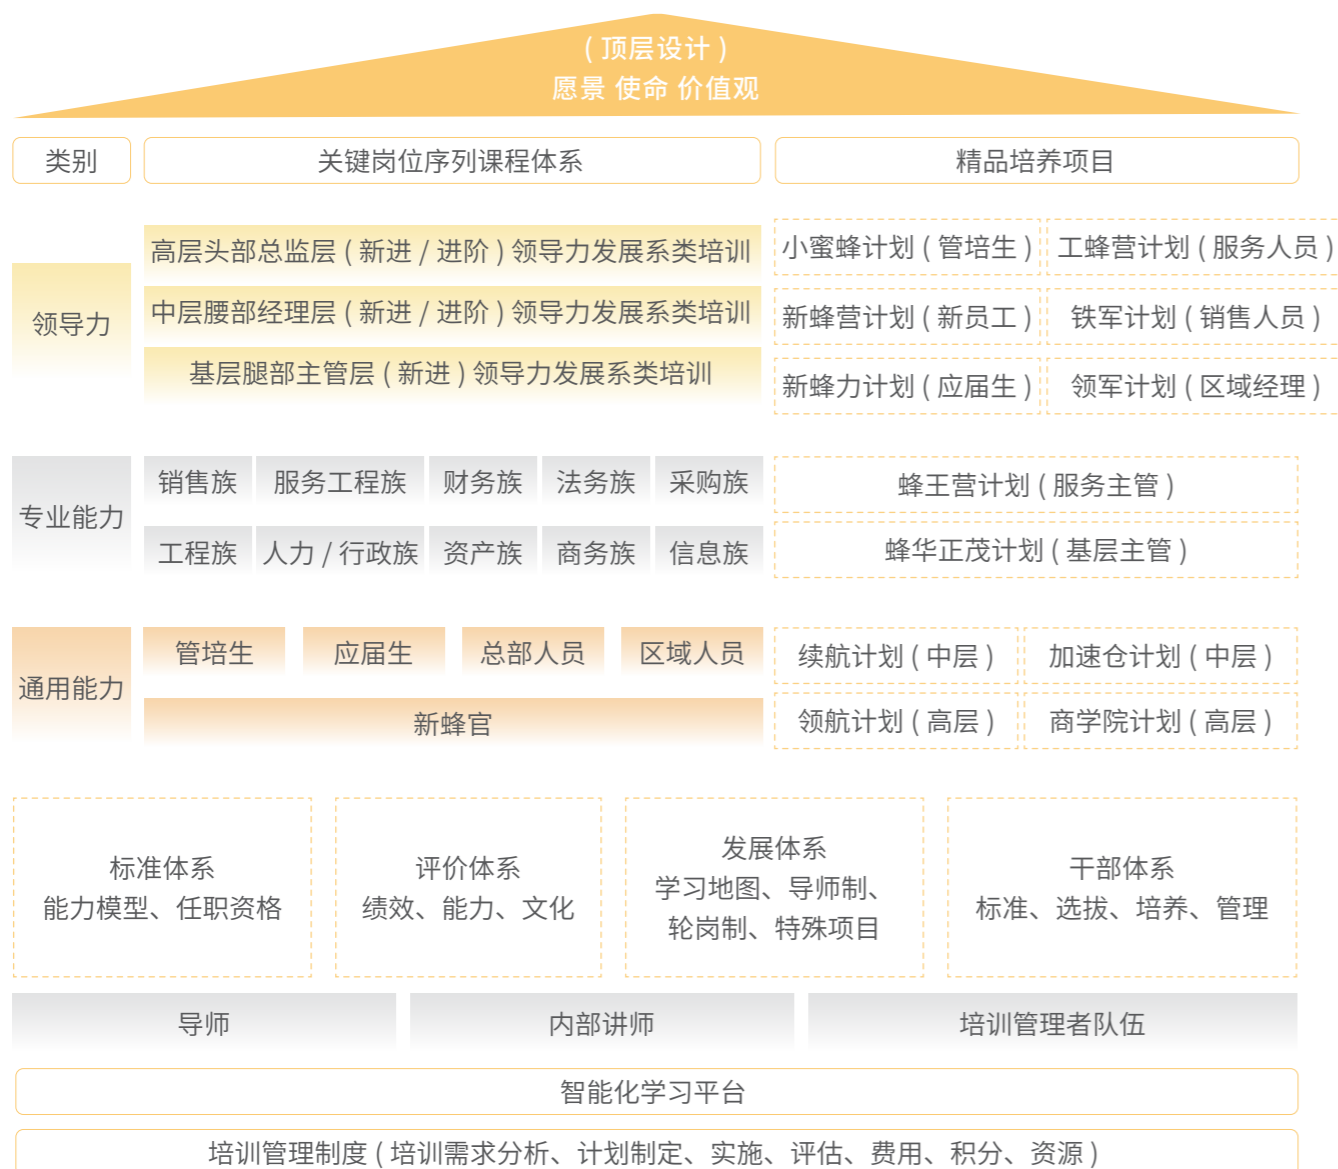 ( 顶层设计 )
愿景 使命 价值观
类别
关键岗位序列课程体系
精品培养项目
领导力
高层头部总监层 ( 新进 / 进阶 ) 领导力发展系类培训
中层腰部经理层 ( 新进 / 进阶 ) 领导力发展系类培训
基层腿部主管层 ( 新进 ) 领导力发展系类培训
小蜜蜂计划 ( 管培生 )
工蜂营计划 ( 服务人员 )
新蜂营计划 ( 新员工 )
铁军计划 ( 销售人员 )
新蜂力计划 ( 应届生 )
领军计划 ( 区域经理 )
专业能力
销售族
服务工程族
财务族
法务族
采购族
工程族
人力 / 行政族
资产族
商务族
信息族
蜂王营计划 ( 服务主管 )
蜂华正茂计划 ( 基层主管 )
通用能力
管培生
应届生
总部人员
区域人员
新蜂官
续航计划 ( 中层 )
加速仓计划 ( 中层 )
领航计划 ( 高层 )
商学院计划 ( 高层 )
标准体系
能力模型、任职资格
评价体系
绩效、能力、文化
发展体系
学习地图、导师制、
轮岗制、特殊项目
干部体系
标准、选拔、培养、管理
导师
内部讲师
培训管理者队伍
智能化学习平台
培训管理制度 ( 培训需求分析、计划制定、实施、评估、费用、积分、资源 )